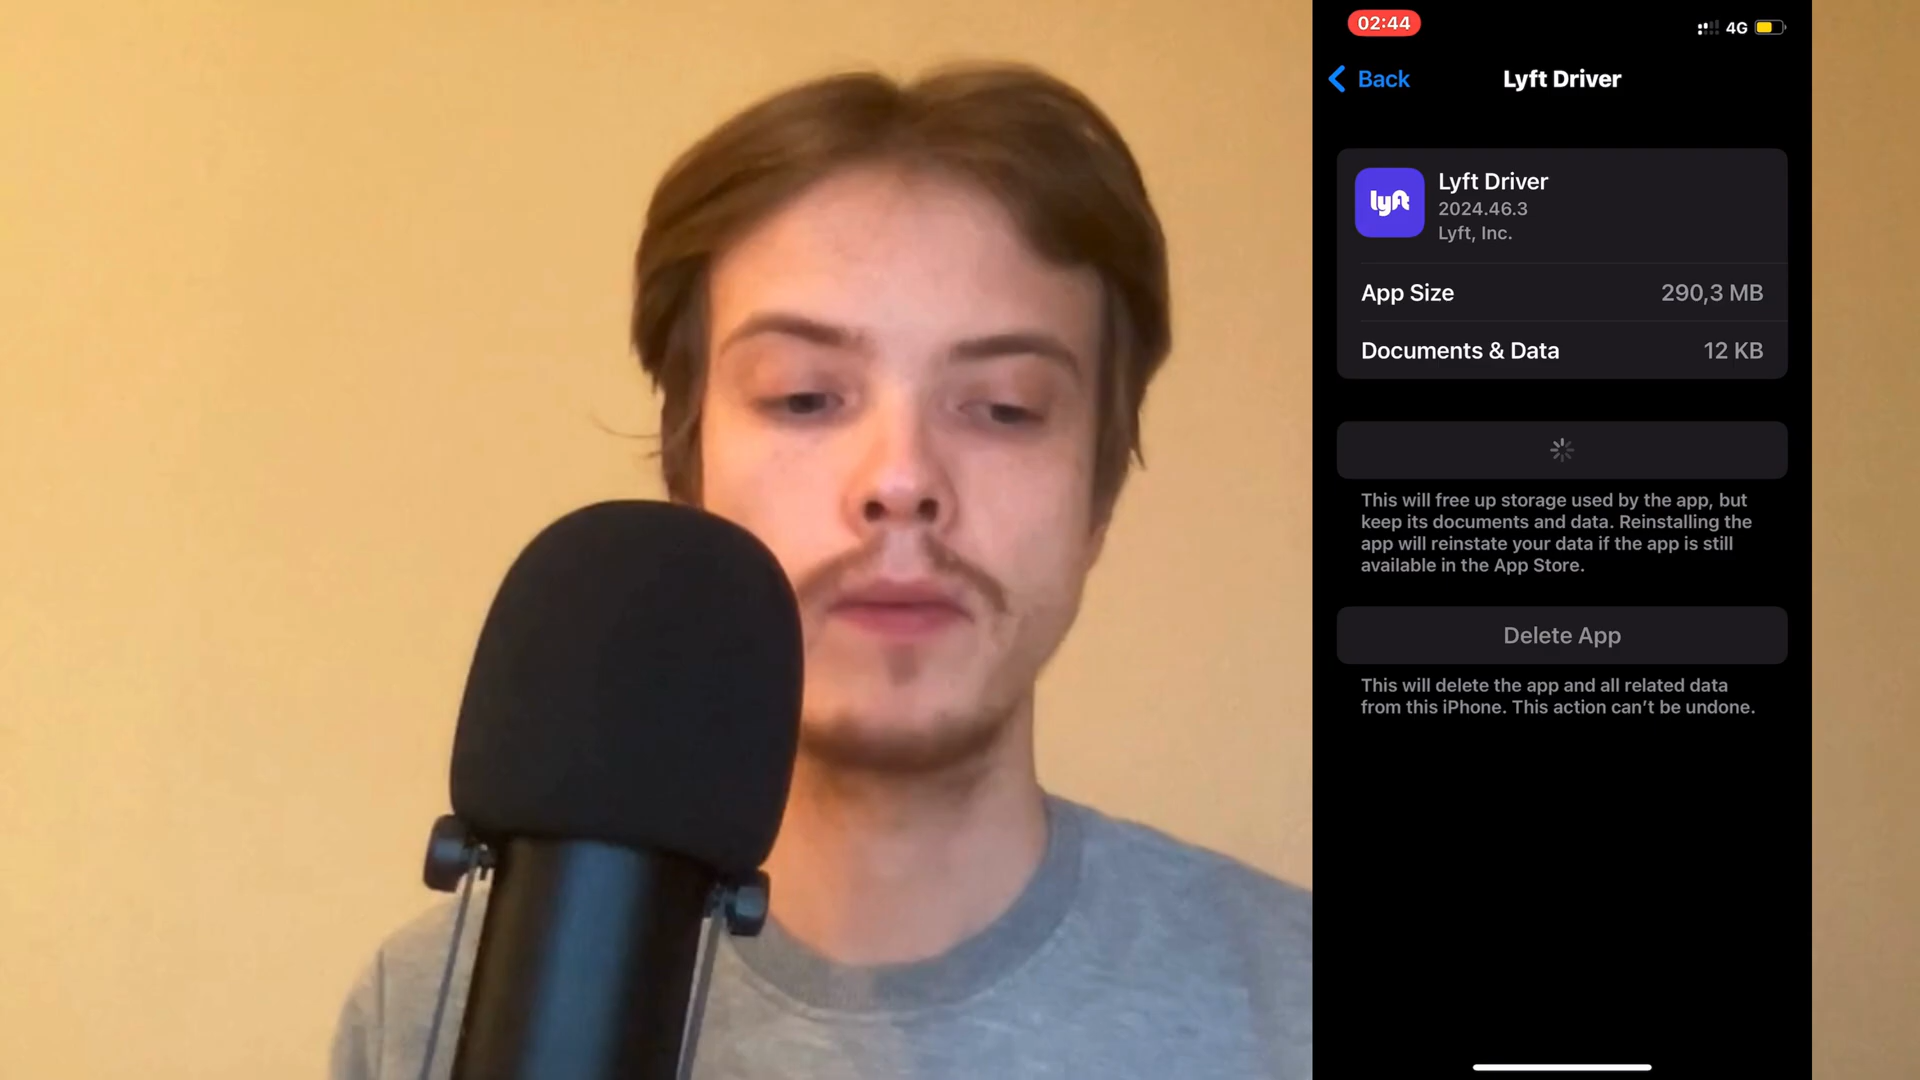 02:44
4G
Back
Lyft Driver
lyft
Lyft Driver
2024.46.3
Lyft, Inc.
App Size
290,3 MB
Documents & Data
12 KB
This will free up storage used by the app, but
keep its documents and data. Reinstalling the
app will reinstate your data if the app is still
available in the App Store.
Delete App
This will delete the app and all related data
from this iPhone. This action can’t be undone.